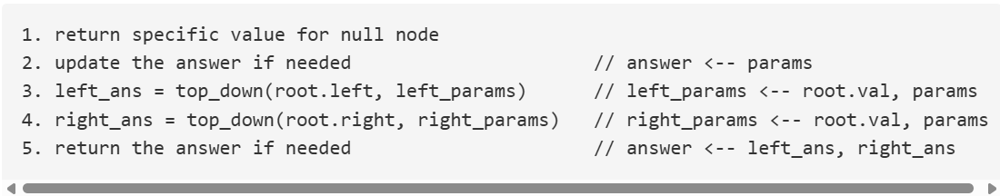 1. return specific value for null node
2. update the answer if needed                      // answer <-- params
3. left_ans = top_down(root.left, left_params)      // left_params <-- root.val, params
4. right_ans = top_down(root.right, right_params)   // right_params <-- root.val, params
5. return the answer if needed                      // answer <-- left_ans, right_ans